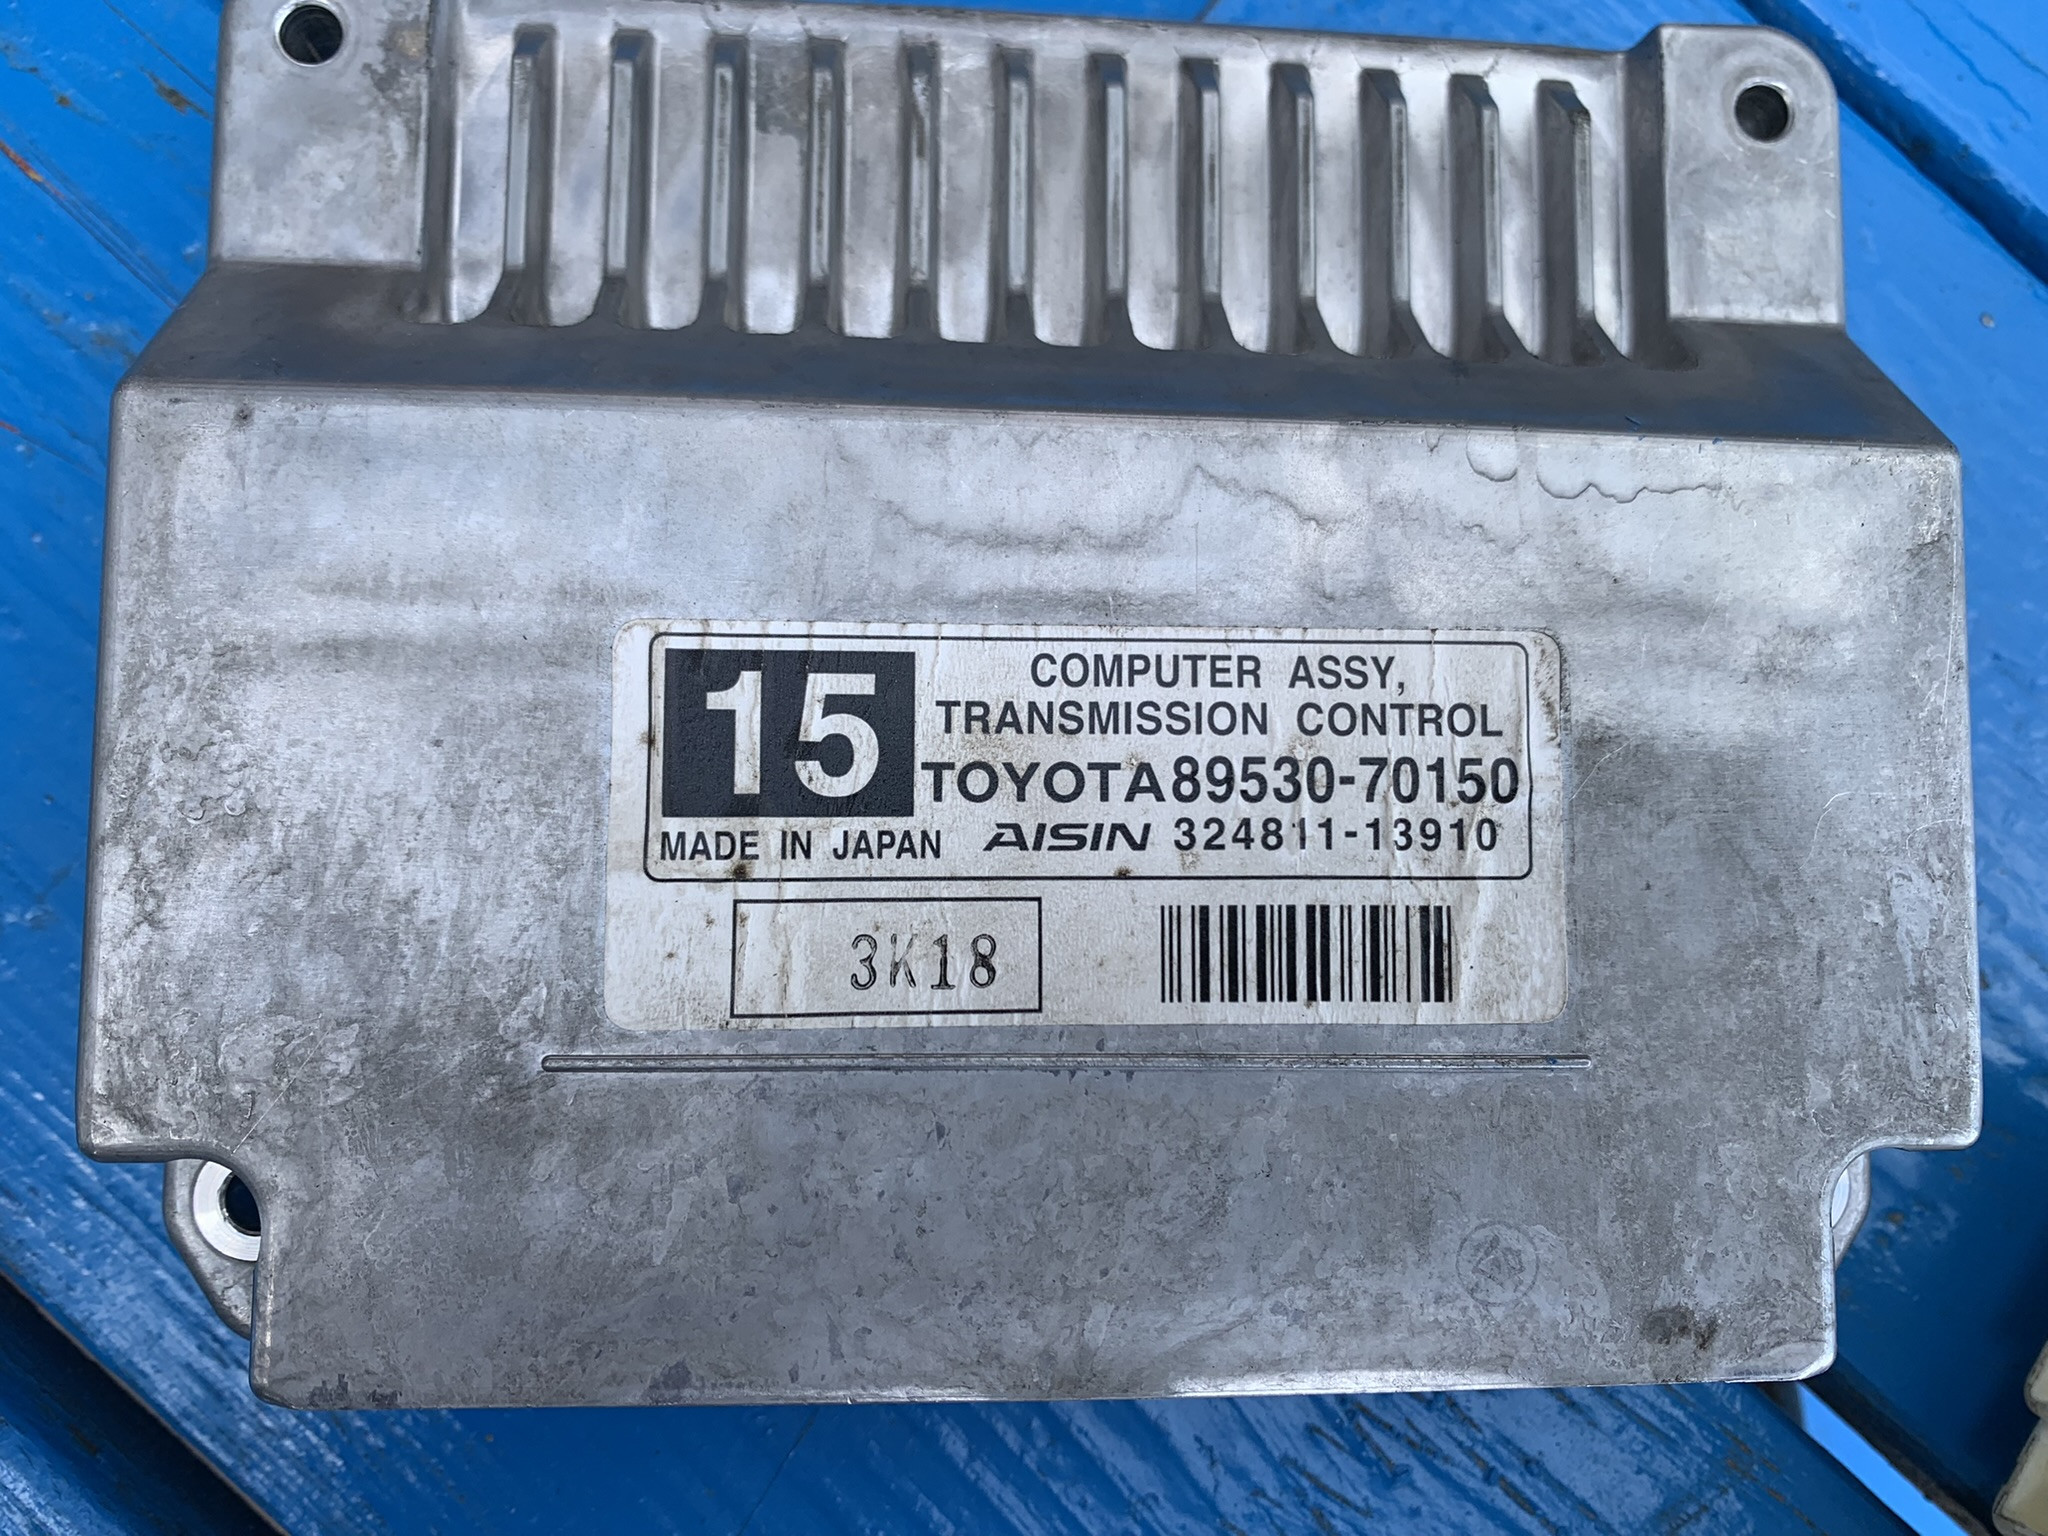 15
COMPUTER ASSY,
TRANSMISSION CONTROL
TOYOTA 89530-70150
MADE IN JAPAN AISIN 324811-13910
3K18